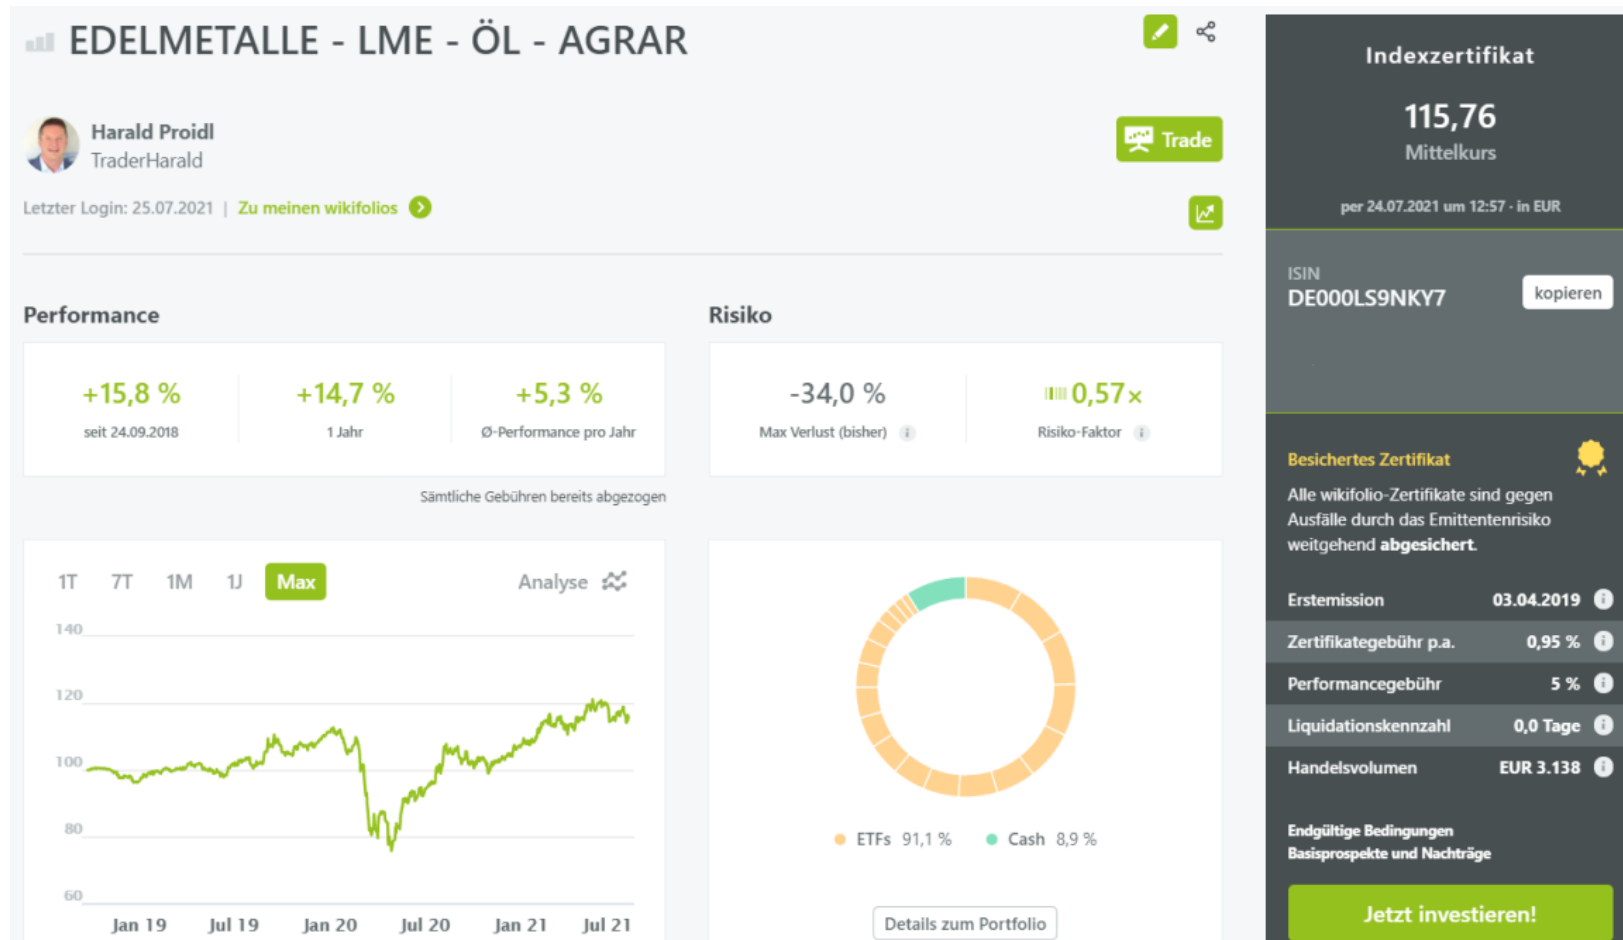 EDELMETALLE - LME - ÖL - AGRAR
Harald Proidl
TraderHarald
Trade
Letzter Login: 25.07.2021 | Zu meinen wikifolios
Performance
+15,8 %
seit 24.09.2018
+14,7 %
1 Jahr
+5,3 %
Ø-Performance pro Jahr
Sämtliche Gebühren bereits abgezogen
Risiko
-34,0 %
Max Verlust (bisher) i
0,57×
Risiko-Faktor i
1T 7T 1M 1J Max Analyse
140
120
100
80
60
Jan 19 Jul 19 Jan 20 Jul 20 Jan 21 Jul 21
ETFs 91,1 % Cash 8,9 %
Details zum Portfolio
Indexzertifikat
115,76
Mittelkurs
per 24.07.2021 um 12:57 · in EUR
ISIN
DE000LS9NKY7
kopieren
Besichertes Zertifikat
Alle wikifolio-Zertifikate sind gegen
Ausfälle durch das Emittentenrisiko
weitgehend abgesichert.
Erstemission 03.04.2019 i
Zertifikategebühr p.a. 0,95 % i
Performancegebühr 5 % i
Liquidationskennzahl 0,0 Tage i
Handelsvolumen EUR 3.138 i
Endgültige Bedingungen
Basisprospekte und Nachträge
Jetzt investieren!